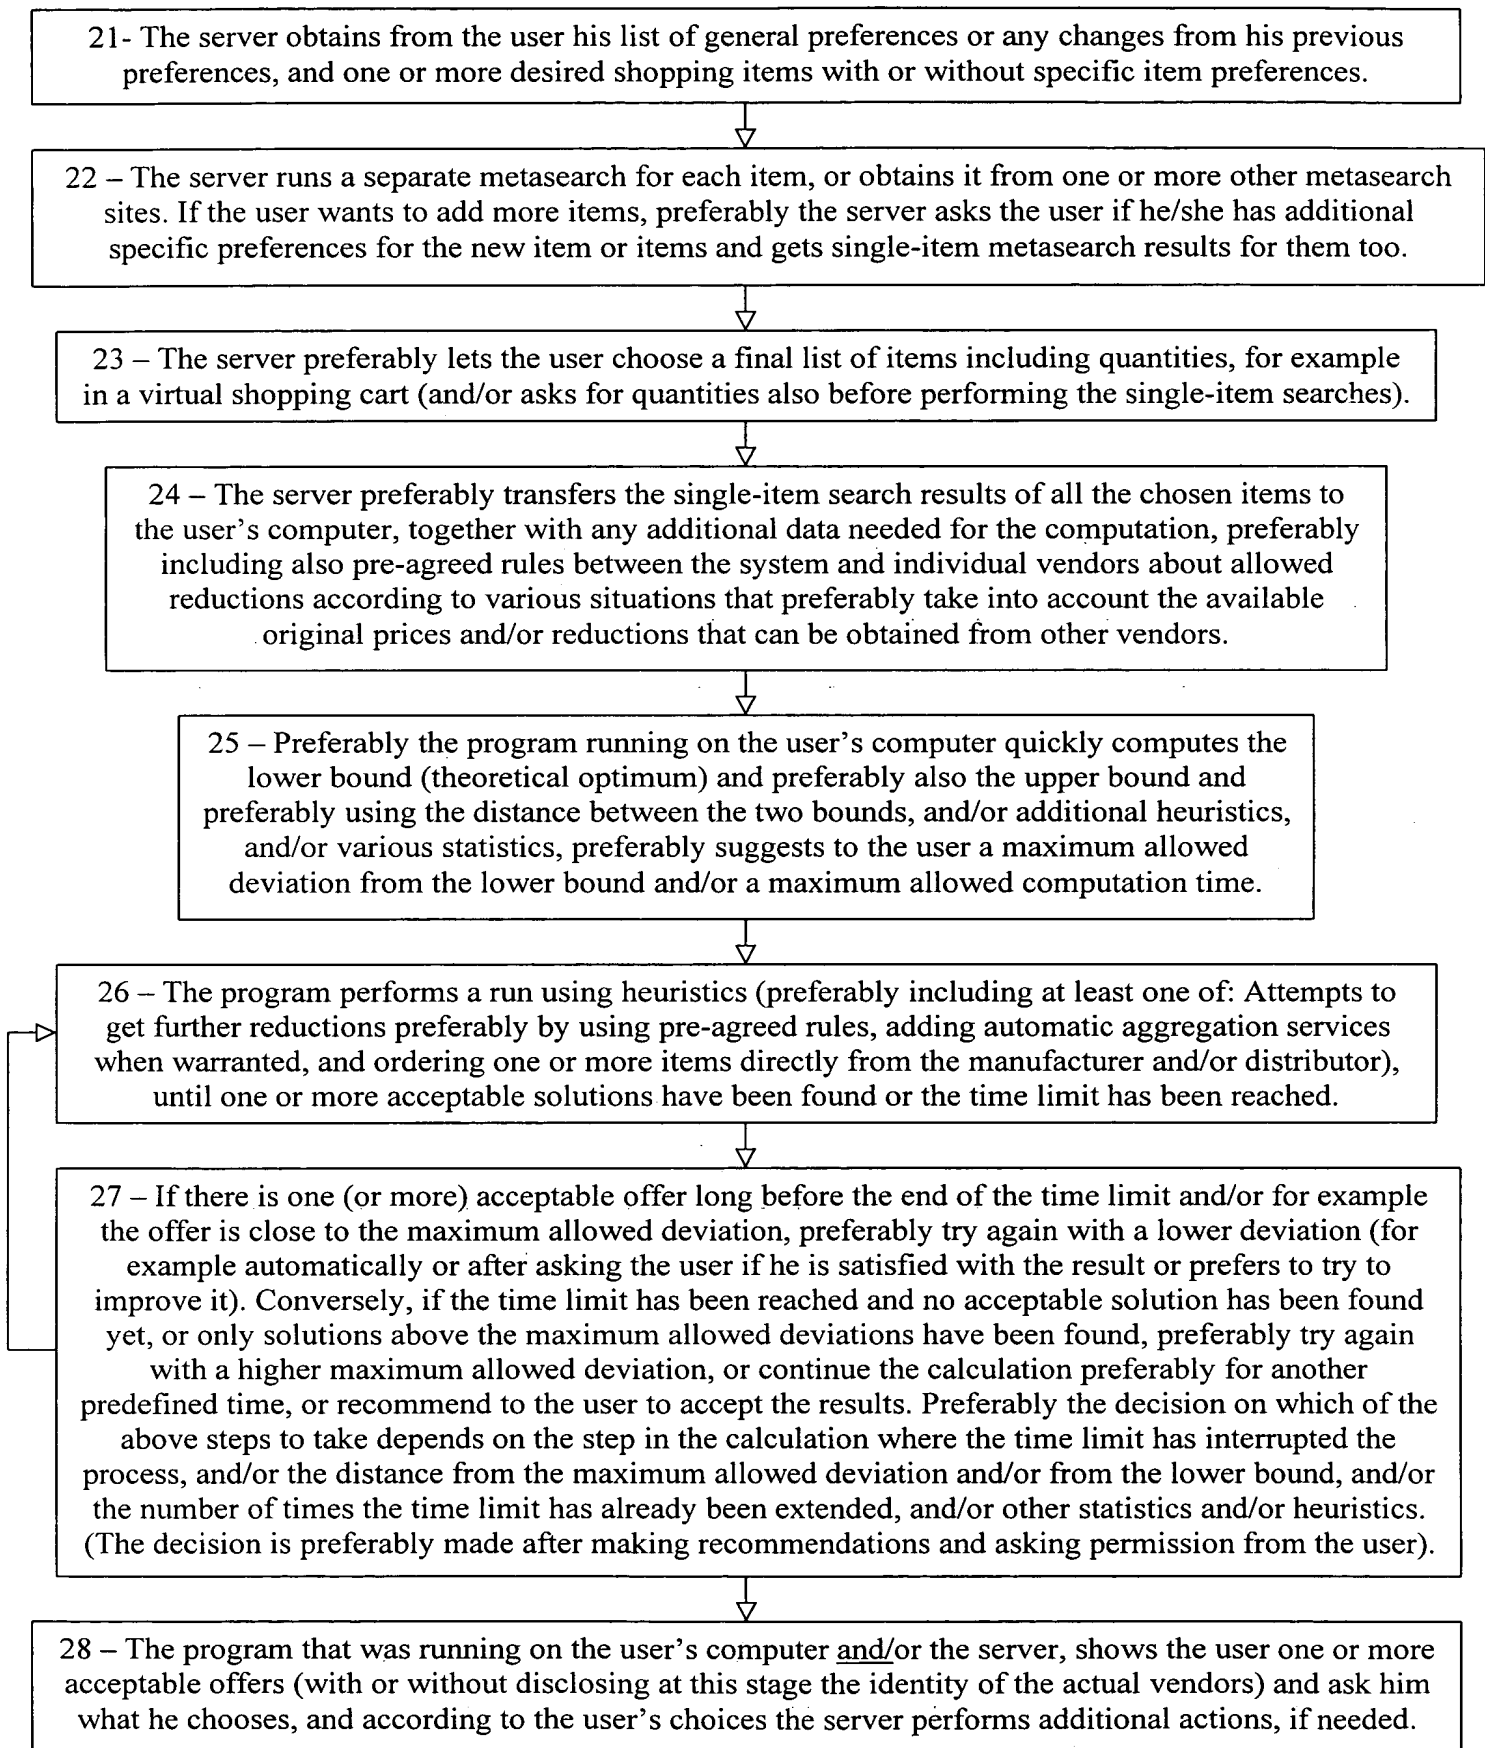 21- The server obtains from the user his list of general preferences or any changes from his previous
preferences, and one or more desired shopping items with or without specific item preferences.
22 – The server runs a separate metasearch for each item, or obtains it from one or more other metasearch
sites. If the user wants to add more items, preferably the server asks the user if he/she has additional
specific preferences for the new item or items and gets single-item metasearch results for them too.
23 – The server preferably lets the user choose a final list of items including quantities, for example
in a virtual shopping cart (and/or asks for quantities also before performing the single-item searches).
24 – The server preferably transfers the single-item search results of all the chosen items to
the user's computer, together with any additional data needed for the computation, preferably
including also pre-agreed rules between the system and individual vendors about allowed
reductions according to various situations that preferably take into account the available
original prices and/or reductions that can be obtained from other vendors.
25 – Preferably the program running on the user's computer quickly computes the
lower bound (theoretical optimum) and preferably also the upper bound and
preferably using the distance between the two bounds, and/or additional heuristics,
and/or various statistics, preferably suggests to the user a maximum allowed
deviation from the lower bound and/or a maximum allowed computation time.
26 – The program performs a run using heuristics (preferably including at least one of: Attempts to
get further reductions preferably by using pre-agreed rules, adding automatic aggregation services
when warranted, and ordering one or more items directly from the manufacturer and/or distributor),
until one or more acceptable solutions have been found or the time limit has been reached.
27 – If there is one (or more) acceptable offer long before the end of the time limit and/or for example
the offer is close to the maximum allowed deviation, preferably try again with a lower deviation (for
example automatically or after asking the user if he is satisfied with the result or prefers to try to
improve it). Conversely, if the time limit has been reached and no acceptable solution has been found
yet, or only solutions above the maximum allowed deviations have been found, preferably try again
with a higher maximum allowed deviation, or continue the calculation preferably for another
predefined time, or recommend to the user to accept the results. Preferably the decision on which of the
above steps to take depends on the step in the calculation where the time limit has interrupted the
process, and/or the distance from the maximum allowed deviation and/or from the lower bound, and/or
the number of times the time limit has already been extended, and/or other statistics and/or heuristics.
(The decision is preferably made after making recommendations and asking permission from the user).
28 – The program that was running on the user's computer and/or the server, shows the user one or more
acceptable offers (with or without disclosing at this stage the identity of the actual vendors) and ask him
what he chooses, and according to the user's choices the server performs additional actions, if needed.